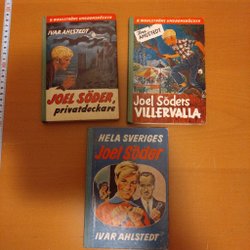 B WAHLSTRÖMS UNGDOMSBÖCKER
IVAR AHLSTEDT
JOEL SÖDER,
privatdeckare
B WAHLSTRÖMS UNGDOMSBÖCKER
IVAR AHLSTEDT
Joel Söders
VILLERVALLA
HELA SVERIGES
Joel Söder
IVAR AHLSTEDT